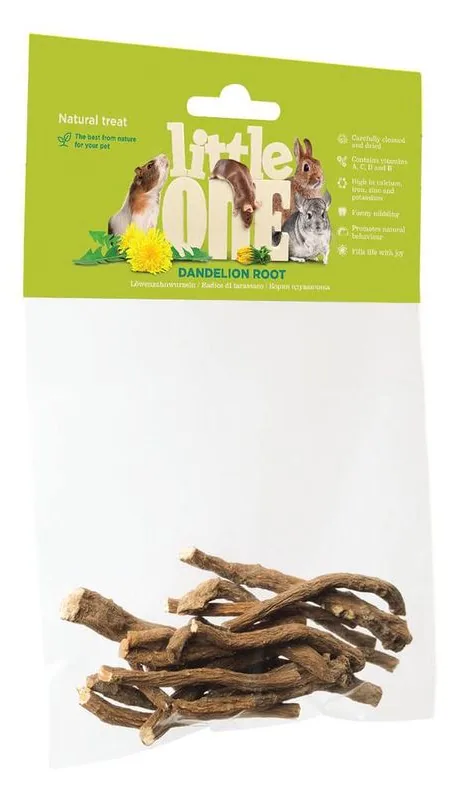 Natural treat
The best from nature
for your pet
little
ONE
DANDELION ROOT
Löwenzahnwurzeln / Radice di tarassaco / Корни одуванчика
Carefully cleaned
and dried
Contains vitamins
A, C, D and B
High in calcium,
iron, zinc and
potassium
Funny nibbling
Promotes natural
behaviour
Fills life with joy